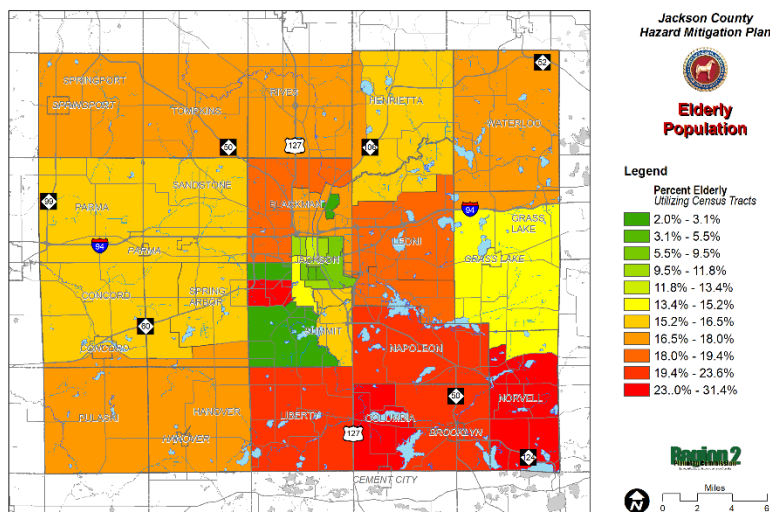 Jackson County
Hazard Mitigation Plan
Elderly
Population
Legend
Percent Elderly
Utilizing Census Tracts
2.0% - 3.1%
3.1% - 5.5%
5.5% - 9.5%
9.5% - 11.8%
11.8% - 13.4%
13.4% - 15.2%
15.2% - 16.5%
16.5% - 18.0%
18.0% - 19.4%
19.4% - 23.6%
23..0% - 31.4%
Region 2
Planning Commission
N
Miles
0 2 4 6
52
SPRINGPORT
SPRINGPORT
TOMPKINS
RIVES
HENRIETTA
WATERLOO
50
127
106
99
PARMA
SANDSTONE
BLACKMAN
94
LEONI
GRASS
LAKE
GRASS LAKE
94
PARMA
JACKSON
CONCORD
SPRING
ARBOR
60
SUMMIT
NAPOLEON
CONCORD
PULASKI
HANOVER
HANOVER
LIBERTY
127
COLUMBIA
50
BROOKLYN
NORVELL
124
CEMENT CITY